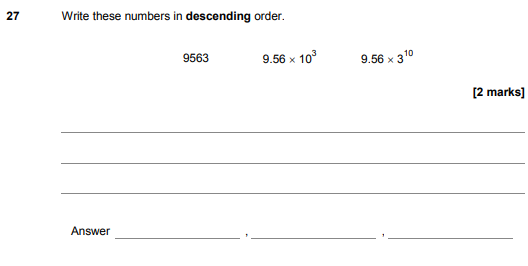 27 Write these numbers in descending order.
9563 9.56 × 10³ 9.56 × 3¹⁰
[2 marks]
Answer , ,